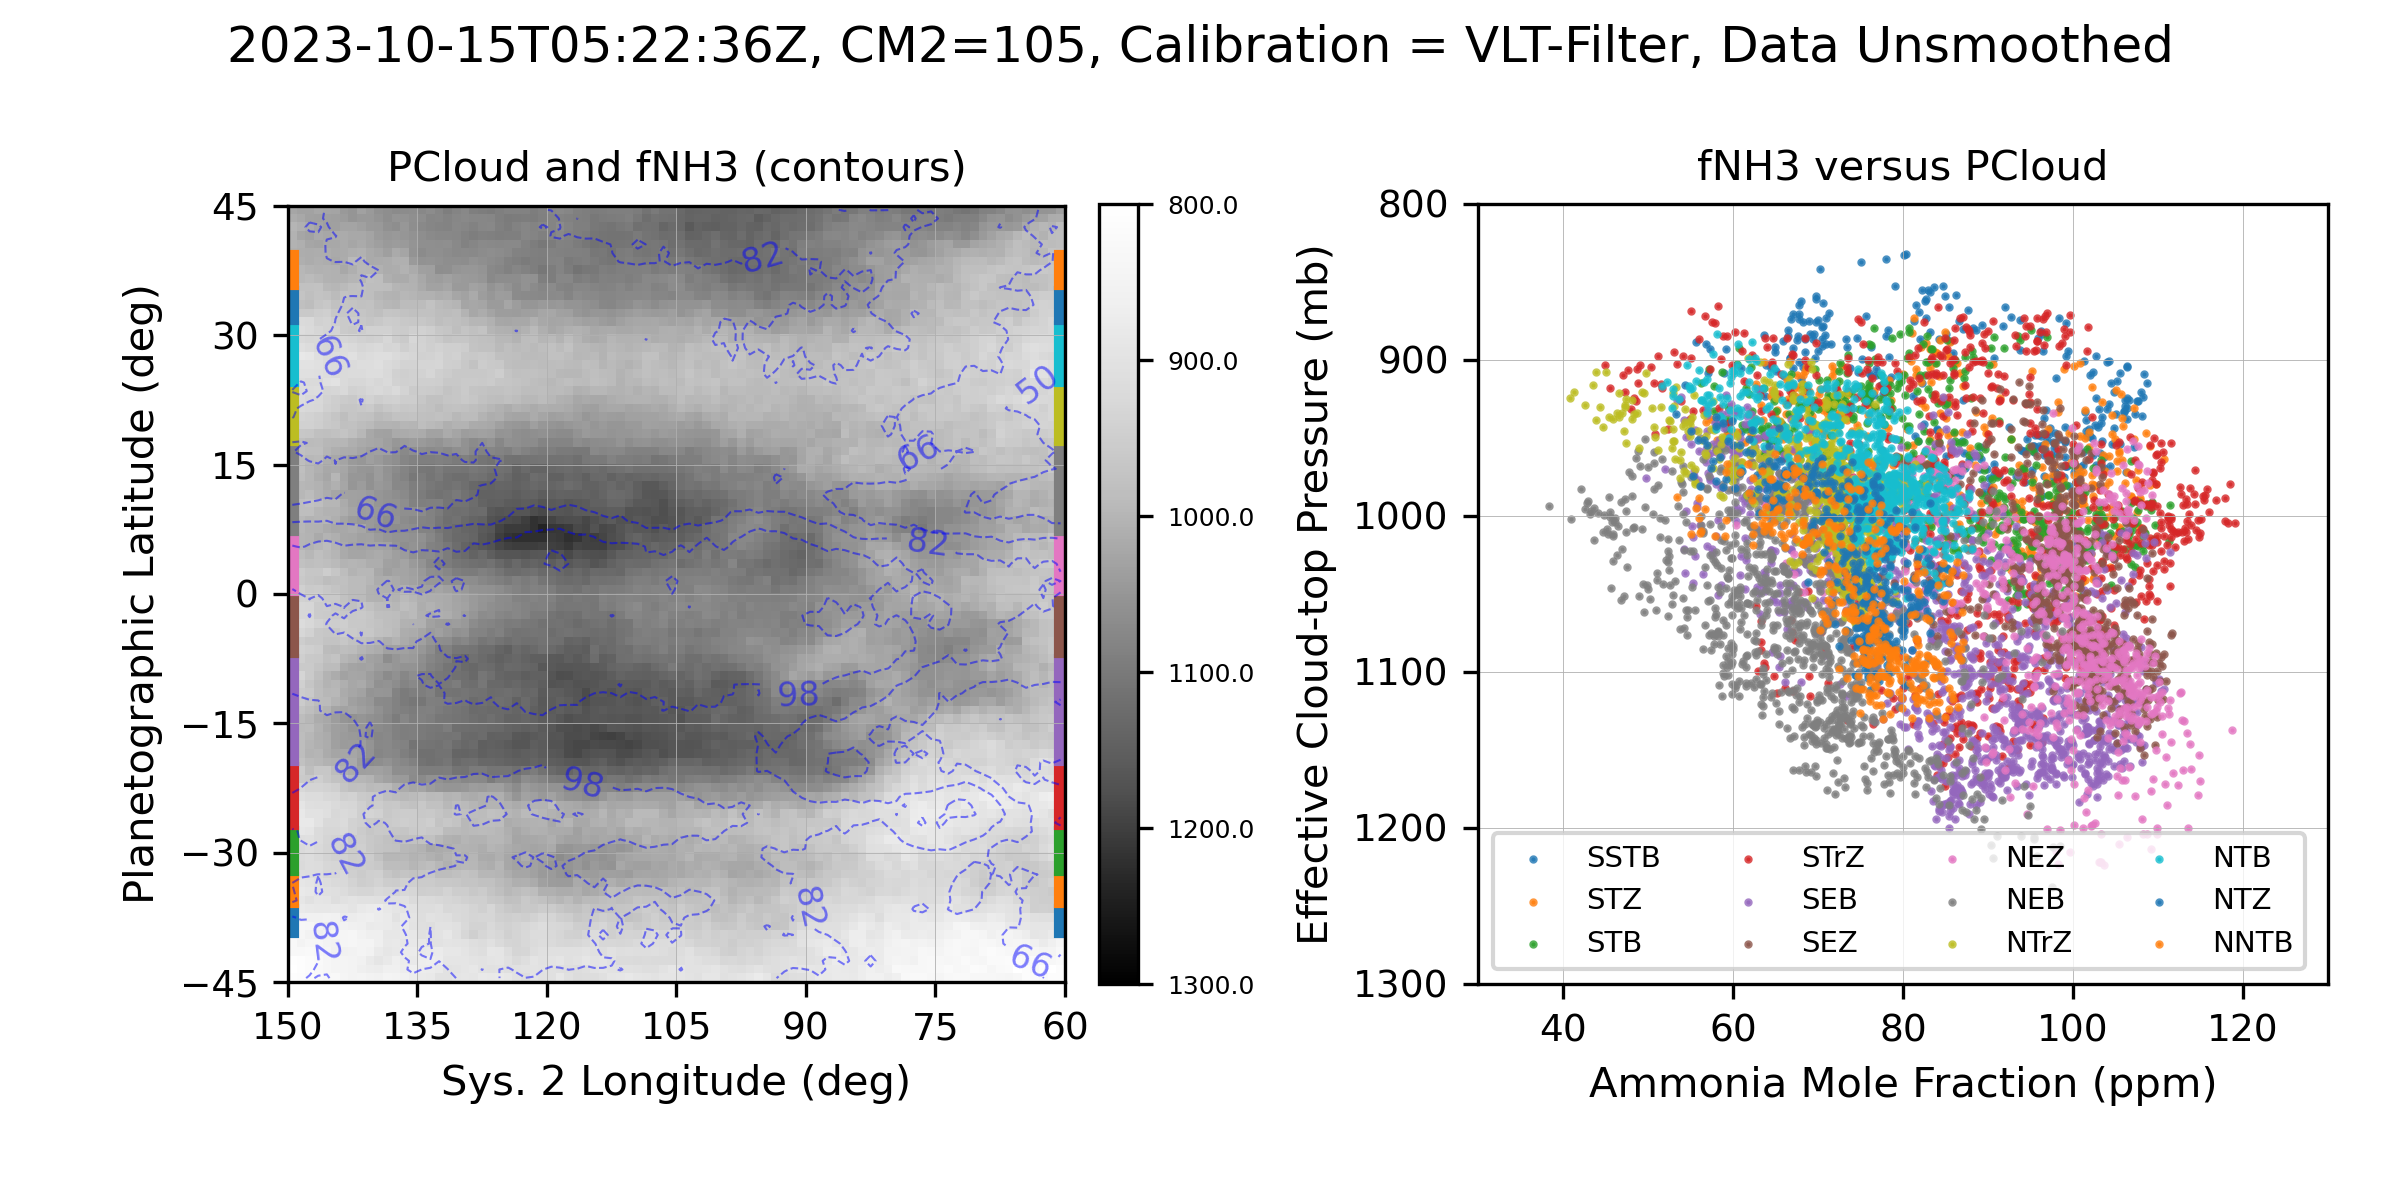 2023-10-15T05:22:36Z, CM2=105, Calibration = VLT-Filter, Data Unsmoothed
PCloud and fNH3 (contours)
45
30
15
0
−15
−30
−45
150
135
120
105
90
75
60
Planetographic Latitude (deg)
Sys. 2 Longitude (deg)
82
66
50
66
66
82
98
82
98
82
82
82
66
800.0
900.0
1000.0
1100.0
1200.0
1300.0
fNH3 versus PCloud
Effective Cloud-top Pressure (mb)
800
900
1000
1100
1200
1300
40
60
80
100
120
Ammonia Mole Fraction (ppm)
SSTB
STZ
STB
STrZ
SEB
SEZ
NEZ
NEB
NTrZ
NTB
NTZ
NNTB